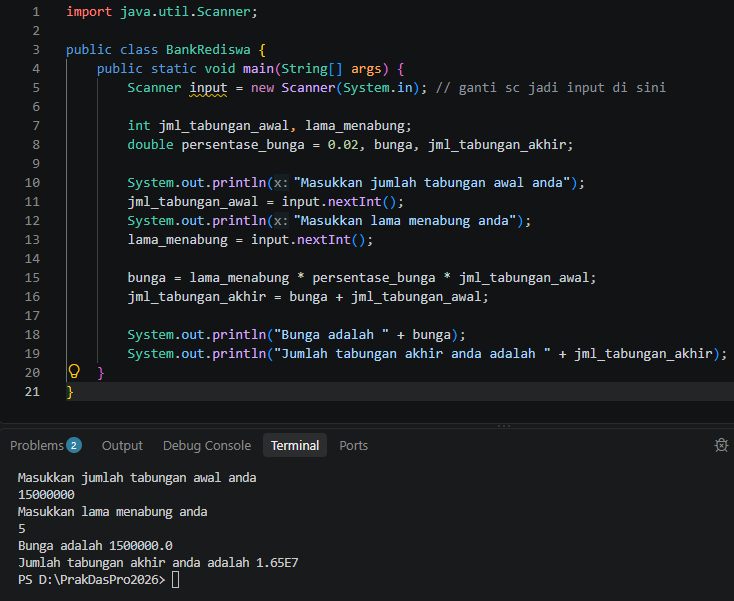 1 import java.util.Scanner;
2
3 public class BankRediswa {
4 public static void main(String[] args) {
5 Scanner input = new Scanner(System.in); // ganti sc jadi input di sini
6
7 int jml_tabungan_awal, lama_menabung;
8 double persentase_bunga = 0.02, bunga, jml_tabungan_akhir;
9
10 System.out.println(x: "Masukkan jumlah tabungan awal anda");
11 jml_tabungan_awal = input.nextInt();
12 System.out.println(x: "Masukkan lama menabung anda");
13 lama_menabung = input.nextInt();
14
15 bunga = lama_menabung * persentase_bunga * jml_tabungan_awal;
16 jml_tabungan_akhir = bunga + jml_tabungan_awal;
17
18 System.out.println("Bunga adalah " + bunga);
19 System.out.println("Jumlah tabungan akhir anda adalah " + jml_tabungan_akhir);
20 }
21 }
Problems 2 Output Debug Console Terminal Ports
Masukkan jumlah tabungan awal anda
15000000
Masukkan lama menabung anda
5
Bunga adalah 1500000.0
Jumlah tabungan akhir anda adalah 1.65E7
PS D:\PrakDasPro2026>